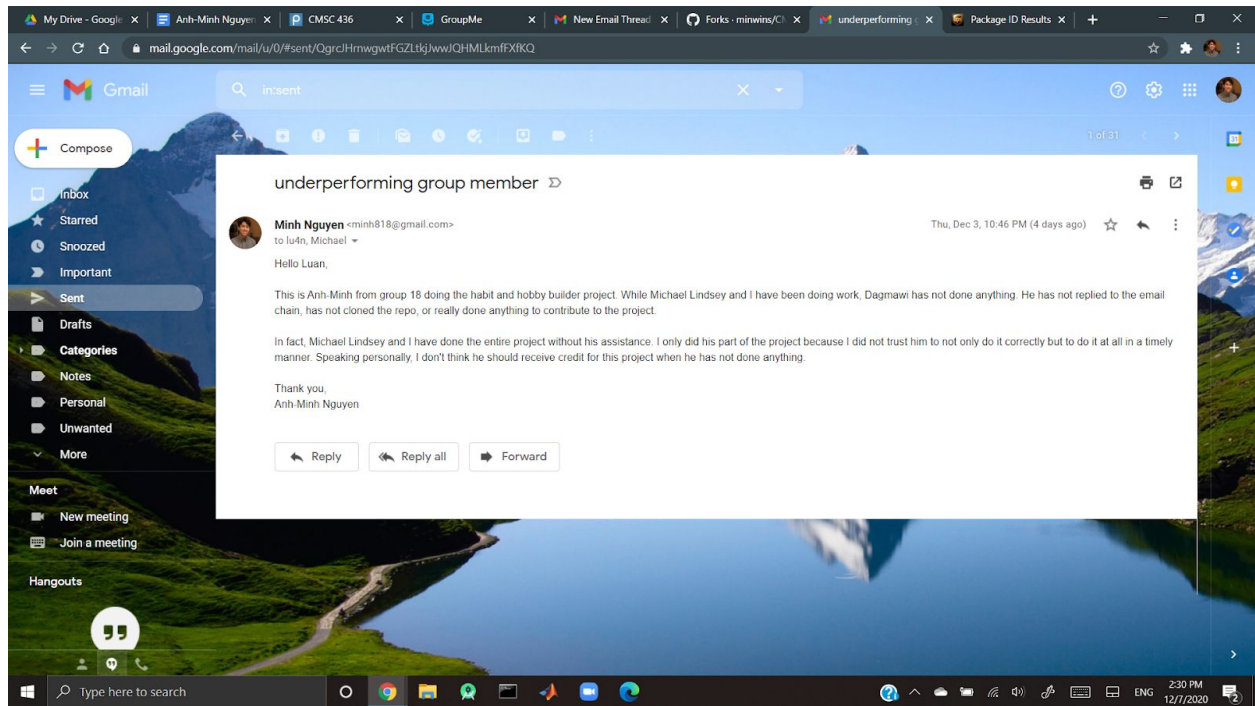 My Drive - Google
Anh-Minh Nguyen
CMSC 436
GroupMe
New Email Thread
Forks · minwins/Ch
underperforming g
Package ID Results
mail.google.com/mail/u/0/#sent/QgrcJHrnwgwtFGZLtkjJwwJQHMLkmfFXfKQ
Gmail
in:sent
Compose
1 of 31
31
underperforming group member
Inbox
Starred
Snoozed
Important
Sent
Drafts
Categories
Notes
Personal
Unwanted
More
Minh Nguyen <minh818@gmail.com>
Thu, Dec 3, 10:46 PM (4 days ago)
to lu4n, Michael
Hello Luan,
This is Anh-Minh from group 18 doing the habit and hobby builder project. While Michael Lindsey and I have been doing work, Dagmawi has not done anything. He has not replied to the email
chain, has not cloned the repo, or really done anything to contribute to the project.
In fact, Michael Lindsey and I have done the entire project without his assistance. I only did his part of the project because I did not trust him to not only do it correctly but to do it at all in a timely
manner. Speaking personally, I don't think he should receive credit for this project when he has not done anything.
Thank you,
Anh-Minh Nguyen
Reply
Reply all
Forward
Meet
New meeting
Join a meeting
Hangouts
Type here to search
ENG
2:30 PM
12/7/2020
2